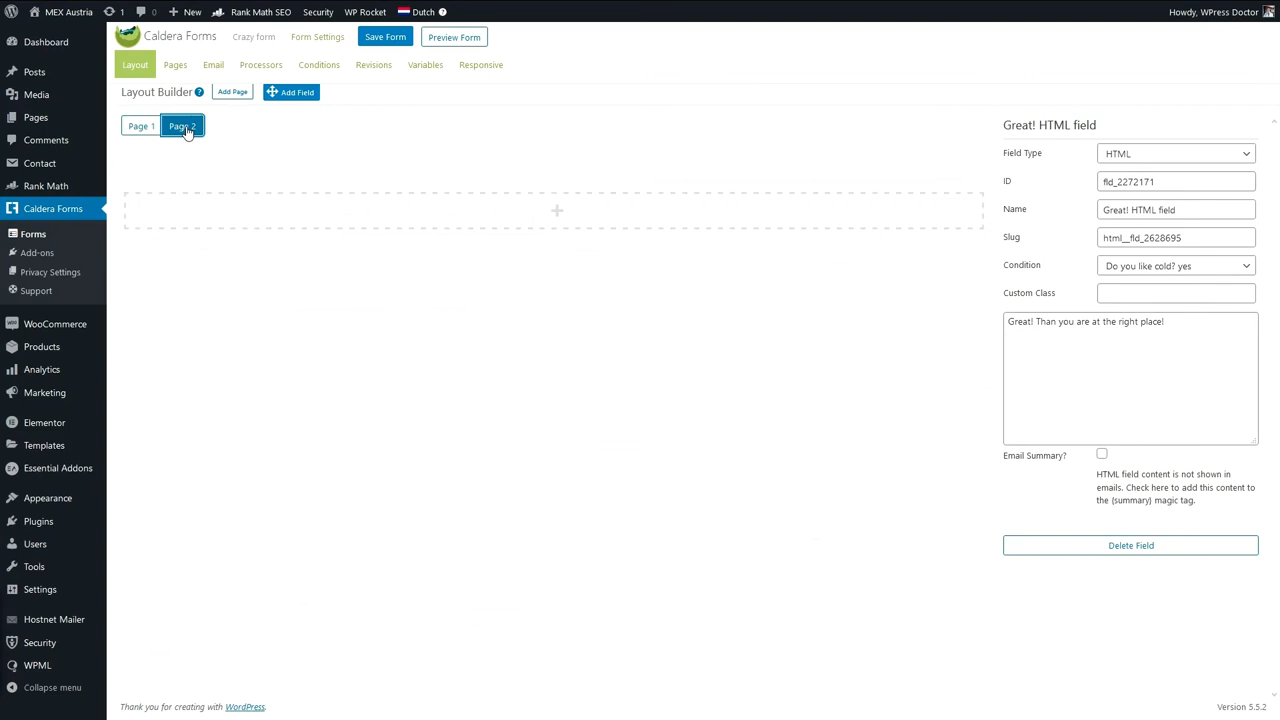 MEX Austria 1 0 New Rank Math SEO Security WP Rocket Dutch Howdy, WPress Doctor
Dashboard
Posts
Media
Pages
Comments
Contact
Rank Math
Caldera Forms
Forms
Add-ons
Privacy Settings
Support
WooCommerce
Products
Analytics
Marketing
Elementor
Templates
Essential Addons
Appearance
Plugins
Users
Tools
Settings
Hostnet Mailer
Security
WPML
Collapse menu
Caldera Forms Crazy form Form Settings Save Form Preview Form
Layout Pages Email Processors Conditions Revisions Variables Responsive
Layout Builder ? Add Page Add Field
Page 1 Page 2
Great! HTML field
Field Type HTML
ID fld_2272171
Name Great! HTML field
Slug html__fld_2628695
Condition Do you like cold? yes
Custom Class
Great! Than you are at the right place!
Email Summary?
HTML field content is not shown in
emails. Check here to add this content to
the {summary} magic tag.
Delete Field
Thank you for creating with WordPress. Version 5.5.2